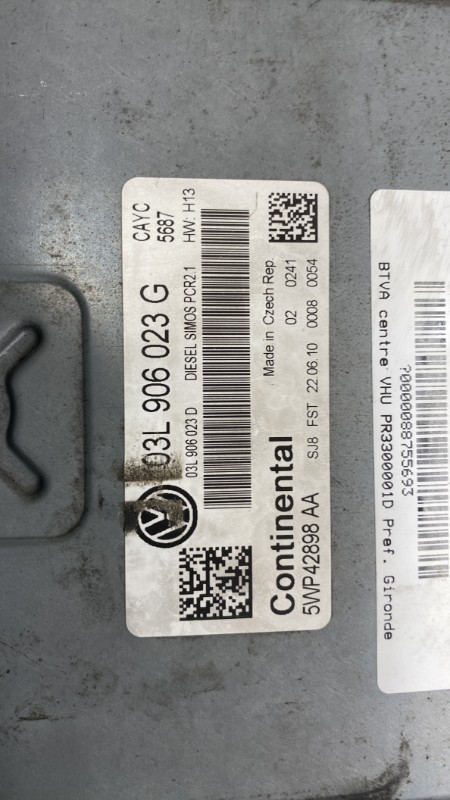 03L 906 023 G
CAYC
5687
03L 906 023 D
DIESEL SIMOS PCR2.1
HW: H13
Continental
Made in Czech Rep.
02 0241
5WP42898 AA
SJ8 FST 22.06.10 0008 0054
?00000088755693
BTVA centre VHU PR3300001D Pref. Gironde